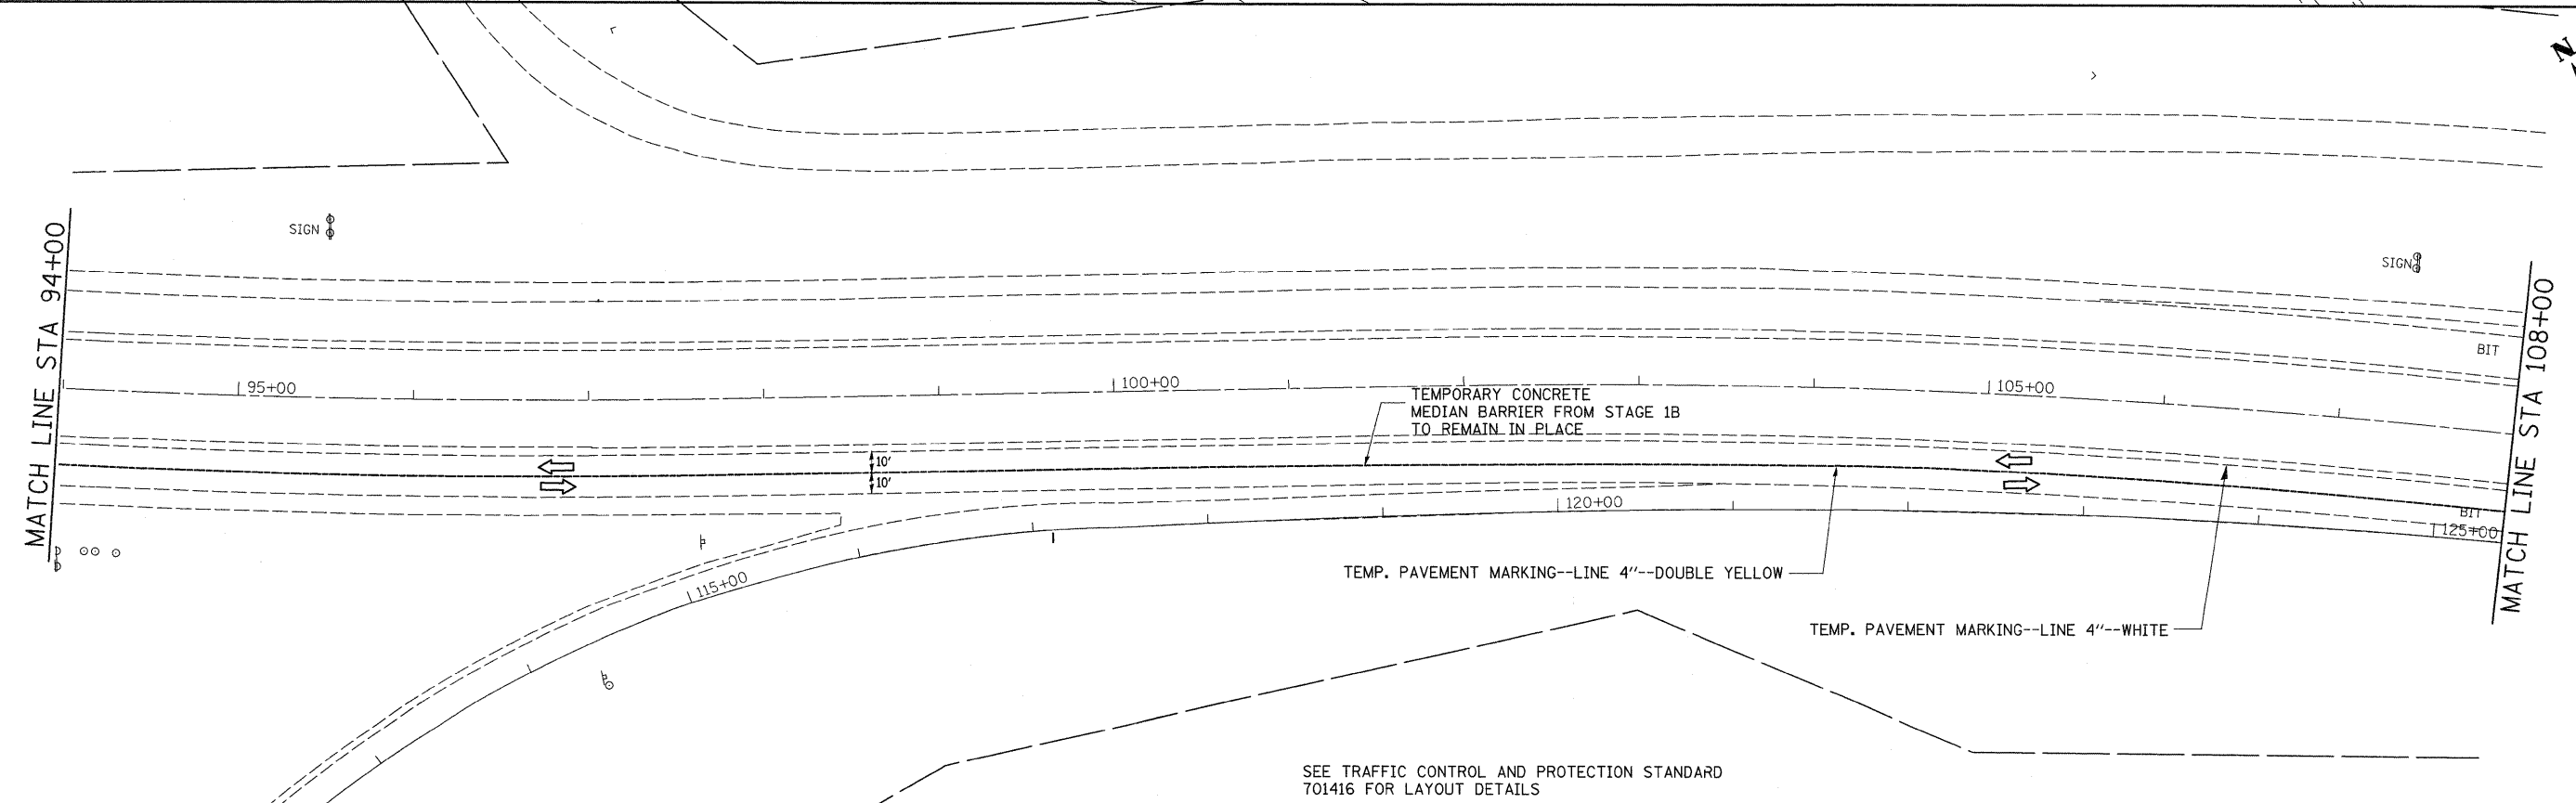 N
SIGN
SIGN
MATCH LINE STA 94+00
MATCH LINE STA 108+00
BIT
95+00
100+00
105+00
TEMPORARY CONCRETE
MEDIAN BARRIER FROM STAGE 1B
TO REMAIN IN PLACE
10'
10'
120+00
BIT
125+00
115+00
TEMP. PAVEMENT MARKING--LINE 4"--DOUBLE YELLOW
TEMP. PAVEMENT MARKING--LINE 4"--WHITE
SEE TRAFFIC CONTROL AND PROTECTION STANDARD
701416 FOR LAYOUT DETAILS